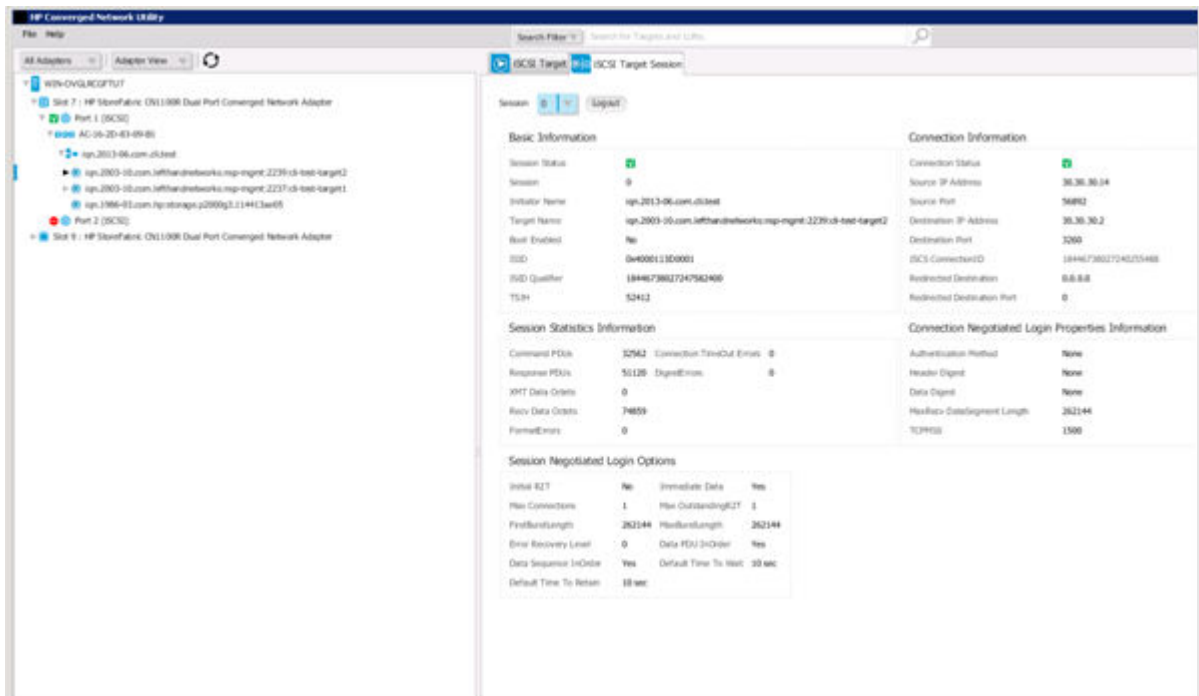 HP Converged Network Utility
File Help
Search Filter Search for Targets and LUNs
All Adapters Adapter View
iSCSI Target iSCSI Target Session
WIN-OVGLRCGFTUT
Slot 7 : HP StoreFabric CN1100R Dual Port Converged Network Adapter
Port 1 [iSCSI]
AC-16-2D-83-09-B1
iqn.2013-06.com.cli.test
iqn.2003-10.com.lefthandnetworks:nsp-mgmt:2239:cli-test-target2
iqn.2003-10.com.lefthandnetworks:nsp-mgmt:2237:cli-test-target1
iqn.1986-03.com.hp:storage.p2000g3.114413ae05
Port 2 [iSCSI]
Slot 9 : HP StoreFabric CN1100R Dual Port Converged Network Adapter
Session 0 Logout
Basic Information
Session Status
Session 0
Initiator Name iqn.2013-06.com.cli.test
Target Name iqn.2003-10.com.lefthandnetworks:nsp-mgmt:2239:cli-test-target2
Boot Enabled No
ISID 0x4000113D0001
ISID Qualifier 18446738027247582400
TSIH 52412
Connection Information
Connection Status
Source IP Address 30.30.30.14
Source Port 56892
Destination IP Address 30.30.30.2
Destination Port 3260
iSCS ConnectionID 18446738027240255488
Redirected Destination 0.0.0.0
Redirected Destination Port 0
Session Statistics Information
Command PDUs 32562 Connection TimeOut Errors 0
Response PDUs 51120 DigestErrors 0
XMT Data Octets 0
Recv Data Octets 74859
FormatErrors 0
Connection Negotiated Login Properties Information
Authentication Method None
Header Digest None
Data Digest None
MaxRecv DataSegment Length 262144
TCPMSS 1500
Session Negotiated Login Options
Initial R2T No Immediate Data Yes
Max Connections 1 Max OutstandingR2T 1
FirstBurstLength 262144 MaxBurstLength 262144
Error Recovery Level 0 Data PDU InOrder Yes
Data Sequence InOrder Yes Default Time To Wait 10 sec
Default Time To Retain 10 sec